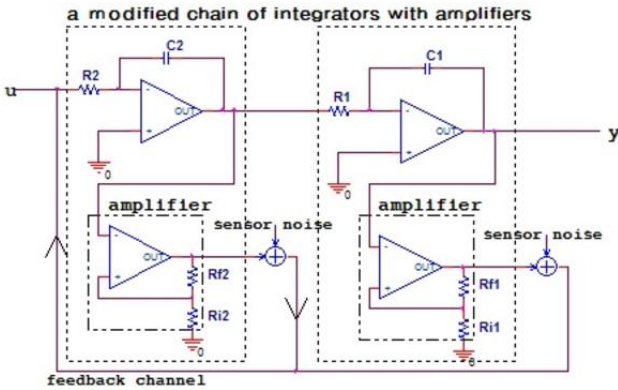 a modified chain of integrators with amplifiers
C2
C1
R2
R1
u
-
+
OUT
-
+
OUT
y
0
0
amplifier
amplifier
sensor noise
sensor noise
-
+
OUT
-
+
OUT
Rf2
Rf1
Ri2
Ri1
0
0
feedback channel